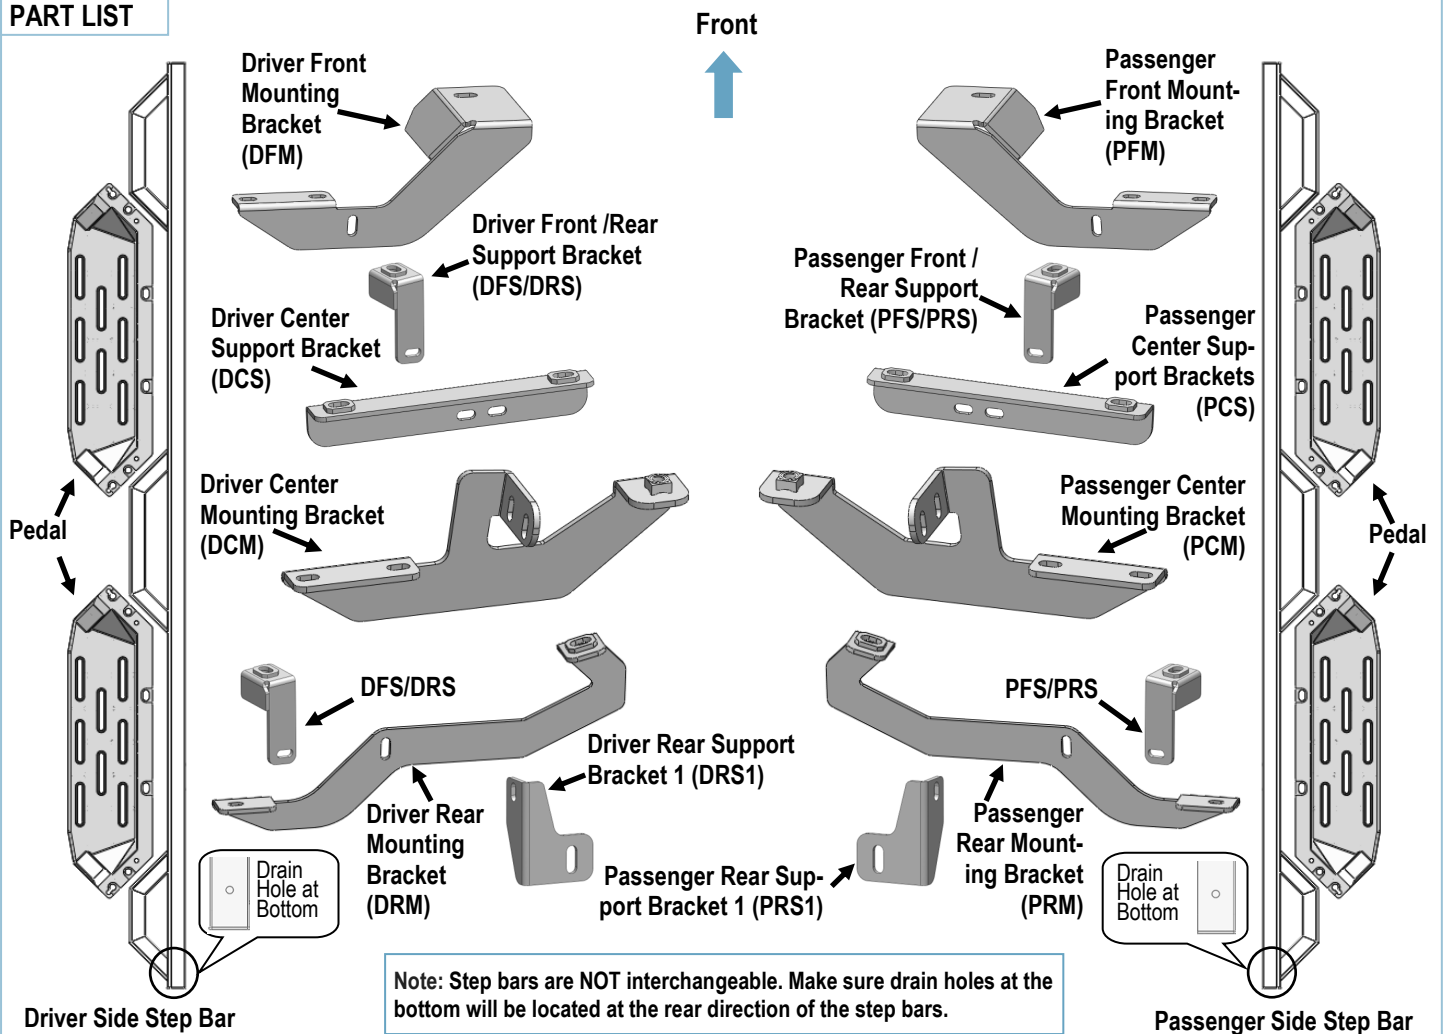 PART LIST
Front
Driver Front
Mounting
Bracket
(DFM)
Passenger
Front Mount-
ing Bracket
(PFM)
Driver Front /Rear
Support Bracket
(DFS/DRS)
Passenger Front /
Rear Support
Bracket (PFS/PRS)
Driver Center
Support Bracket
(DCS)
Passenger
Center Sup-
port Brackets
(PCS)
Driver Center
Mounting Bracket
(DCM)
Passenger Center
Mounting Bracket
(PCM)
Pedal
Pedal
DFS/DRS
PFS/PRS
Driver Rear Support
Bracket 1 (DRS1)
Driver Rear
Mounting
Bracket
(DRM)
Passenger Rear Sup-
port Bracket 1 (PRS1)
Passenger
Rear Mount-
ing Bracket
(PRM)
Drain
Hole at
Bottom
Drain
Hole at
Bottom
Note: Step bars are NOT interchangeable. Make sure drain holes at the
bottom will be located at the rear direction of the step bars.
Driver Side Step Bar
Passenger Side Step Bar